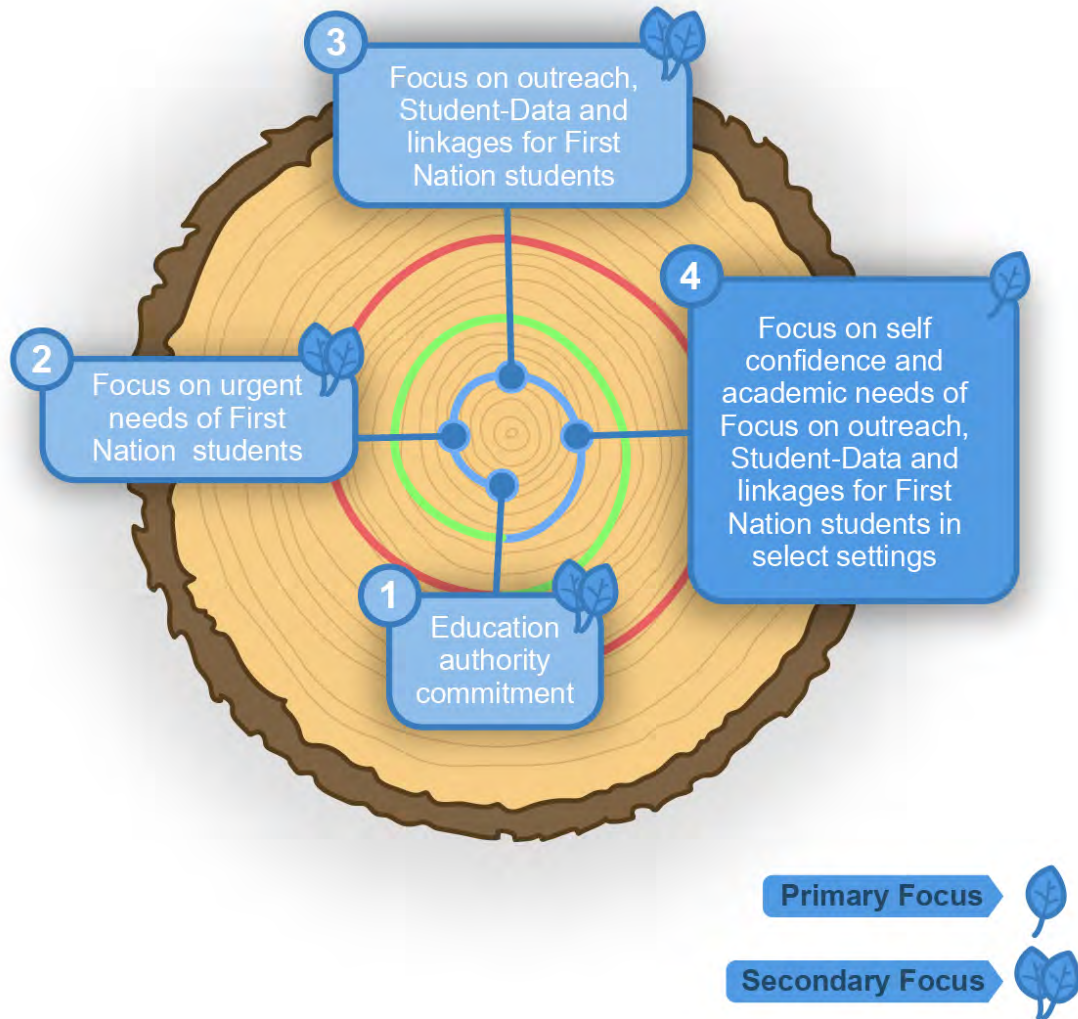 3
Focus on outreach,
Student-Data and
linkages for First
Nation students
4
Focus on self
confidence and
academic needs of
Focus on outreach,
Student-Data and
linkages for First
Nation students in
select settings
2
Focus on urgent
needs of First
Nation students
1
Education
authority
commitment
Primary Focus
Secondary Focus